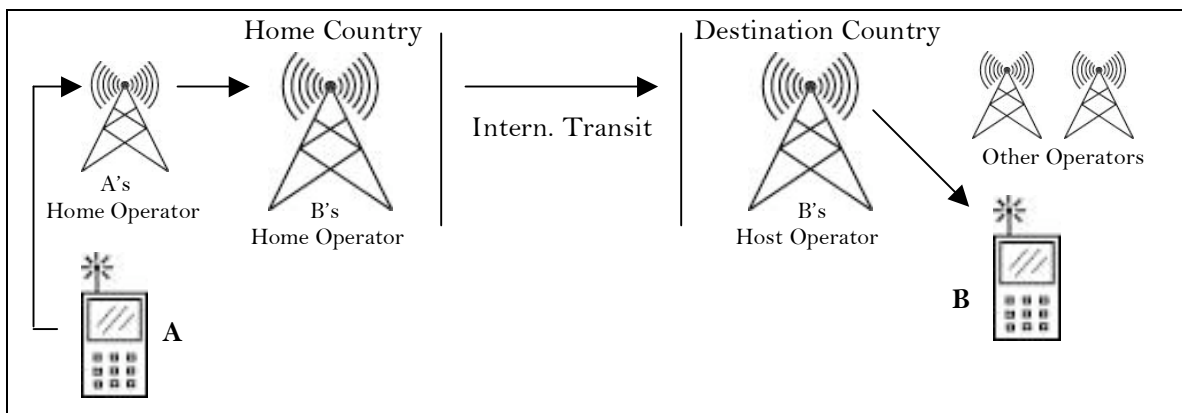 Home Country
Destination Country
Intern. Transit
Other Operators
A's
Home Operator
B's
Home Operator
B's
Host Operator
A
B